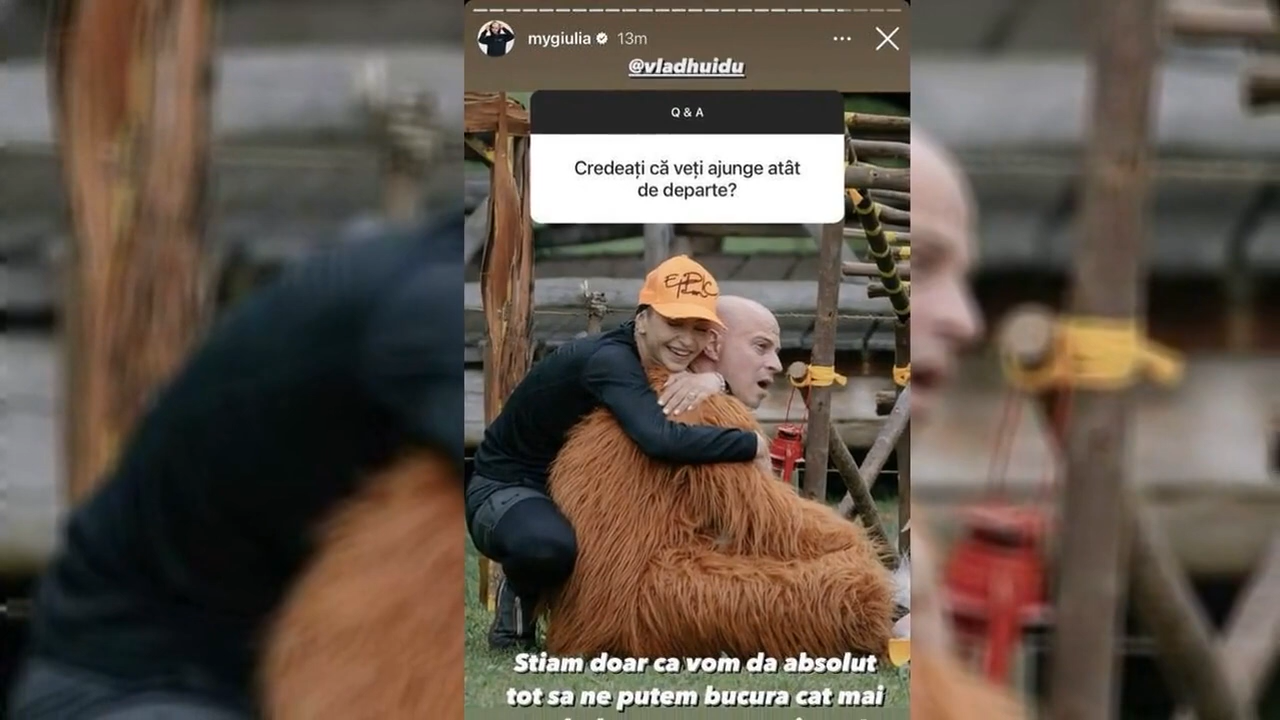 mygiulia 13m
@vladhuidu
Q & A
Credeați că veți ajunge atât
de departe?
EPIC
Stiam doar ca vom da absolut
tot sa ne putem bucura cat mai